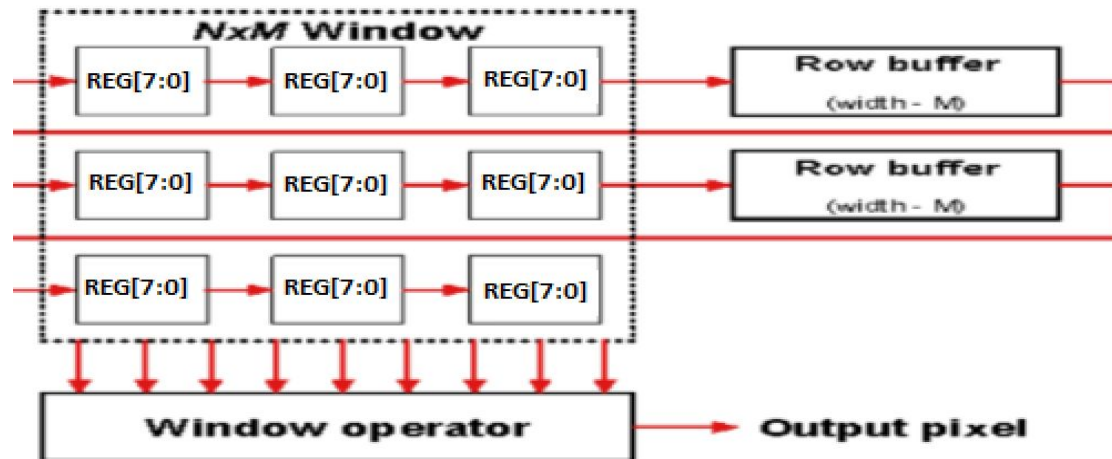 NxM Window
REG[7:0] REG[7:0] REG[7:0] Row buffer
(width - M)
REG[7:0] REG[7:0] REG[7:0] Row buffer
(width - M)
REG[7:0] REG[7:0] REG[7:0]
Window operator Output pixel